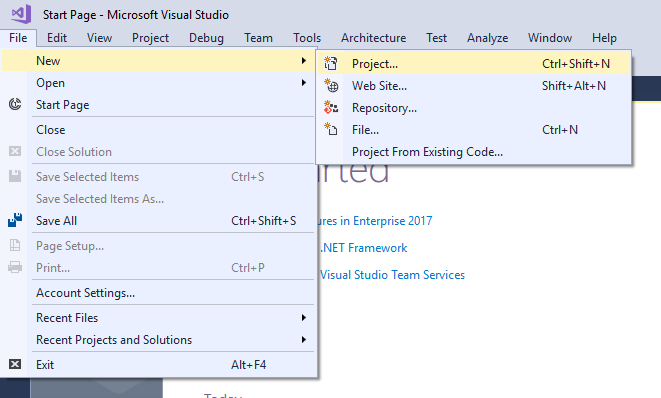 Start Page - Microsoft Visual Studio
File Edit View Project Debug Team Tools Architecture Test Analyze Window Help
New
Open
Start Page
Close
Close Solution
Save Selected Items Ctrl+S
Save Selected Items As...
Save All Ctrl+Shift+S
Page Setup...
Print... Ctrl+P
Account Settings...
Recent Files
Recent Projects and Solutions
Exit Alt+F4
Project... Ctrl+Shift+N
Web Site... Shift+Alt+N
Repository...
File... Ctrl+N
Project From Existing Code...
in Enterprise 2017
.NET Framework
Visual Studio Team Services